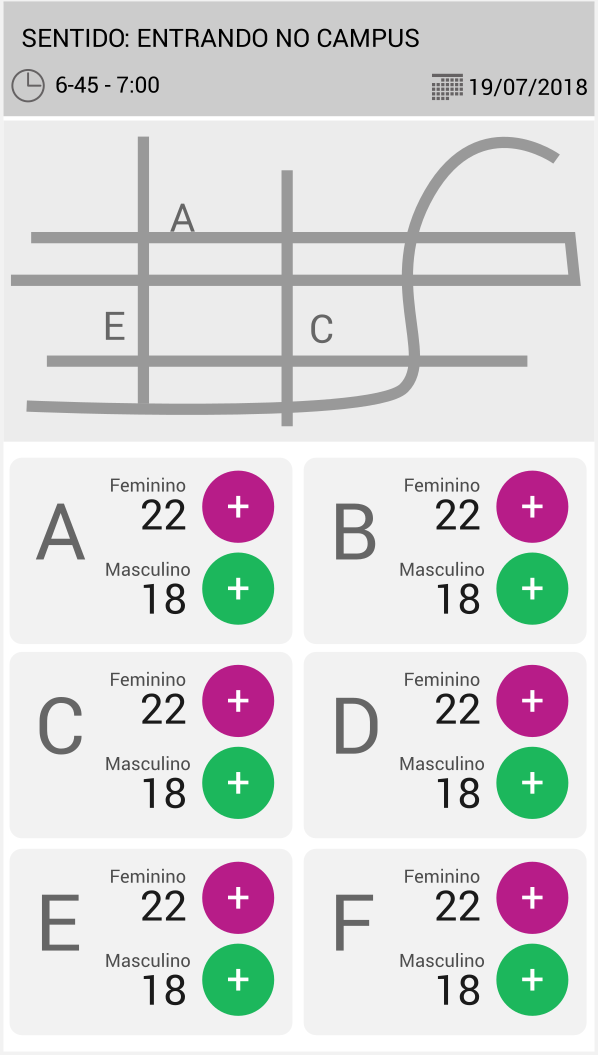 SENTIDO: ENTRANDO NO CAMPUS
6-45 - 7:00
19/07/2018
A
E
C
A
Feminino
22
+
Masculino
18
+
B
Feminino
22
+
Masculino
18
+
C
Feminino
22
+
Masculino
18
+
D
Feminino
22
+
Masculino
18
+
E
Feminino
22
+
Masculino
18
+
F
Feminino
22
+
Masculino
18
+